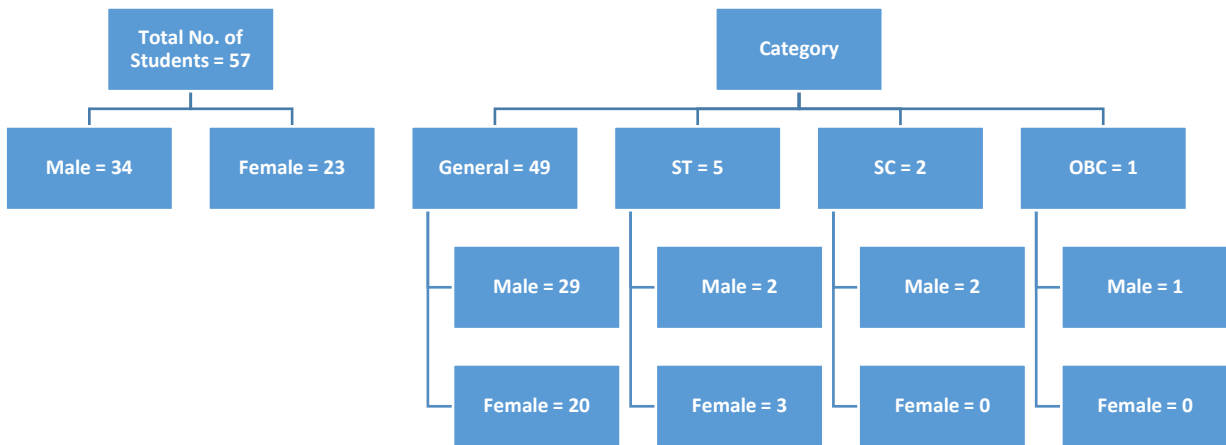 Total No. of
Students = 57
Category
Male = 34
Female = 23
General = 49
ST = 5
SC = 2
OBC = 1
Male = 29
Male = 2
Male = 2
Male = 1
Female = 20
Female = 3
Female = 0
Female = 0